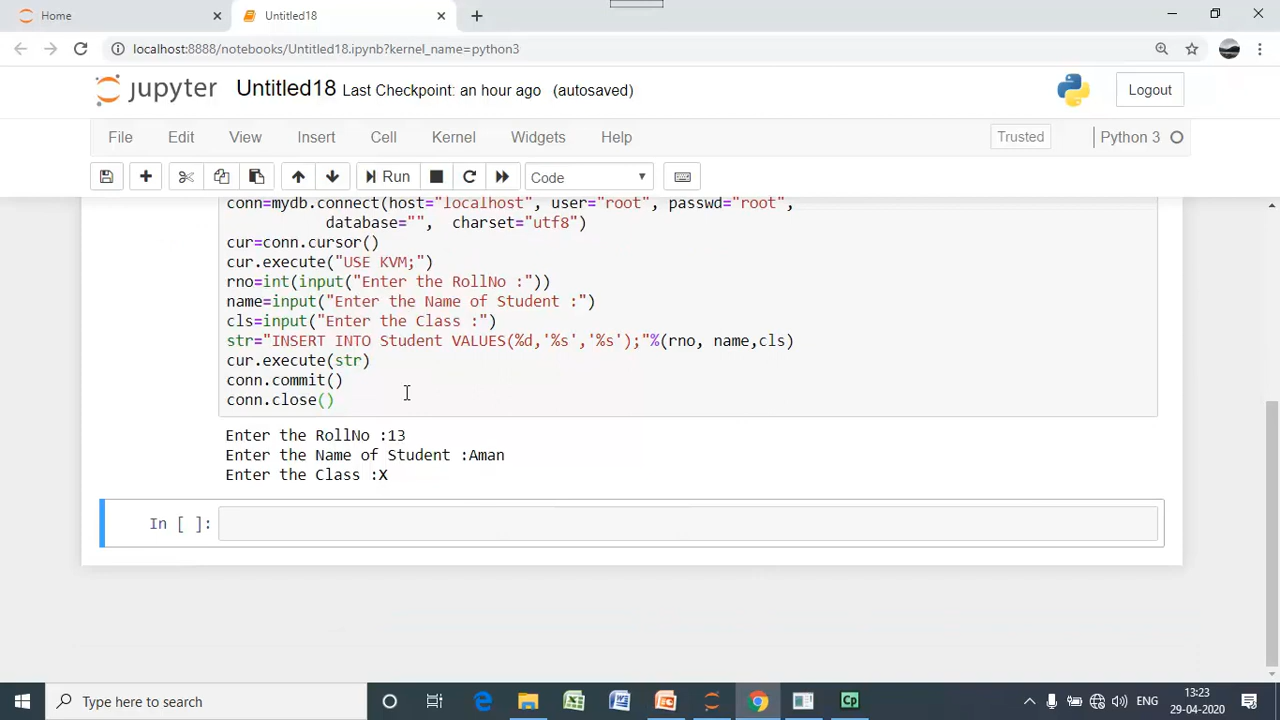 Home
Untitled18
localhost:8888/notebooks/Untitled18.ipynb?kernel_name=python3
jupyter Untitled18 Last Checkpoint: an hour ago (autosaved)
Logout
File Edit View Insert Cell Kernel Widgets Help
Trusted
Python 3
Run
Code
conn=mydb.connect(host="localhost", user="root", passwd="root",
database="", charset="utf8")
cur=conn.cursor()
cur.execute("USE KVM;")
rno=int(input("Enter the RollNo :"))
name=input("Enter the Name of Student :")
cls=input("Enter the Class :")
str="INSERT INTO Student VALUES(%d,'%s','%s');"%(rno, name,cls)
cur.execute(str)
conn.commit()
conn.close()
Enter the RollNo :13
Enter the Name of Student :Aman
Enter the Class :X
In [ ]:
Type here to search
ENG
13:23
29-04-2020
Cp